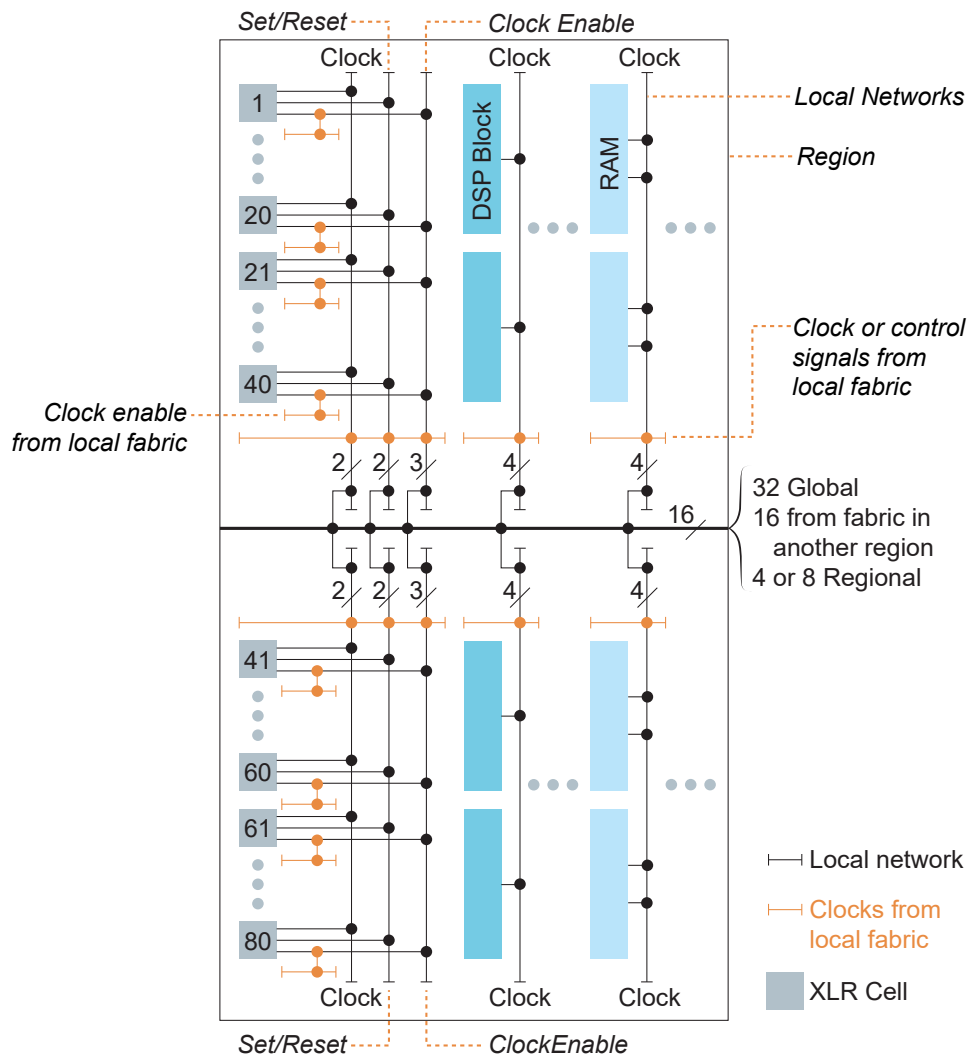 Set/Reset
Clock Enable
Clock
Clock
Clock
1
DSP Block
RAM
Local Networks
Region
20
21
40
Clock or control
signals from
local fabric
Clock enable
from local fabric
2
2
3
4
4
16
32 Global
16 from fabric in
another region
4 or 8 Regional
2
2
3
4
4
41
60
61
80
Local network
Clocks from
local fabric
XLR Cell
Clock
Clock
Clock
Set/Reset
ClockEnable